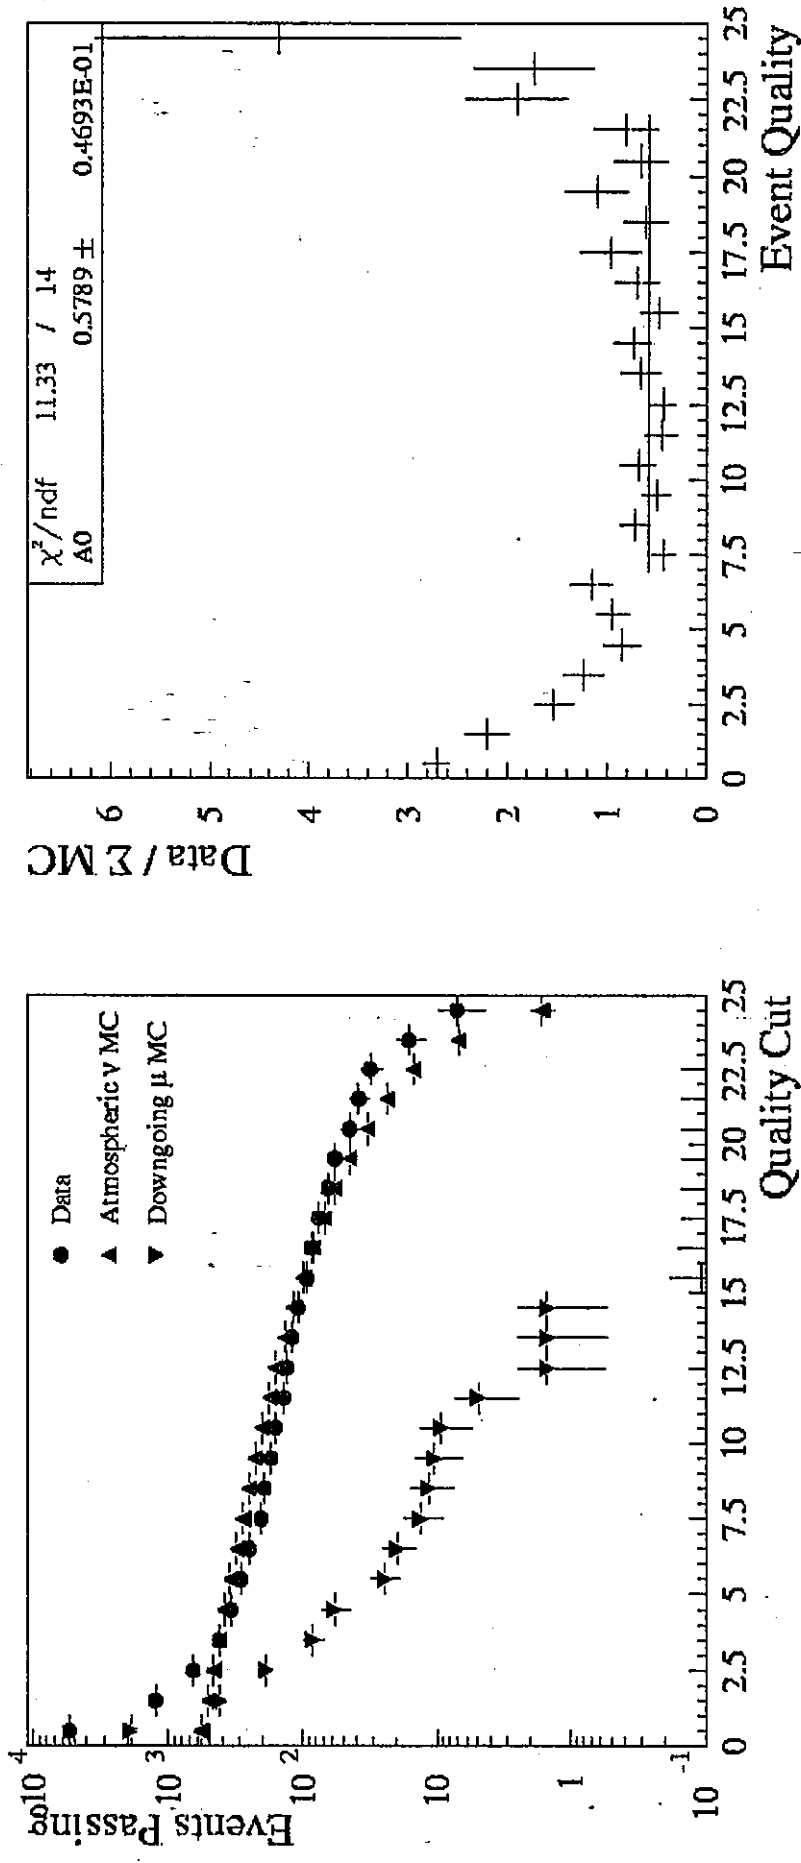 Events Passing
10 4
10 3
10 2
10
1
10 -1
0 2.5 5 7.5 10 12.5 15 17.5 20 22.5 25
Quality Cut
Data
Atmospheric ν MC
Downgoing μ MC
Data / Σ MC
6
5
4
3
2
1
0
0 2.5 5 7.5 10 12.5 15 17.5 20 22.5 25
Event Quality
χ²/ndf 11.33 / 14
A0 0.5789 ± 0.4693E-01